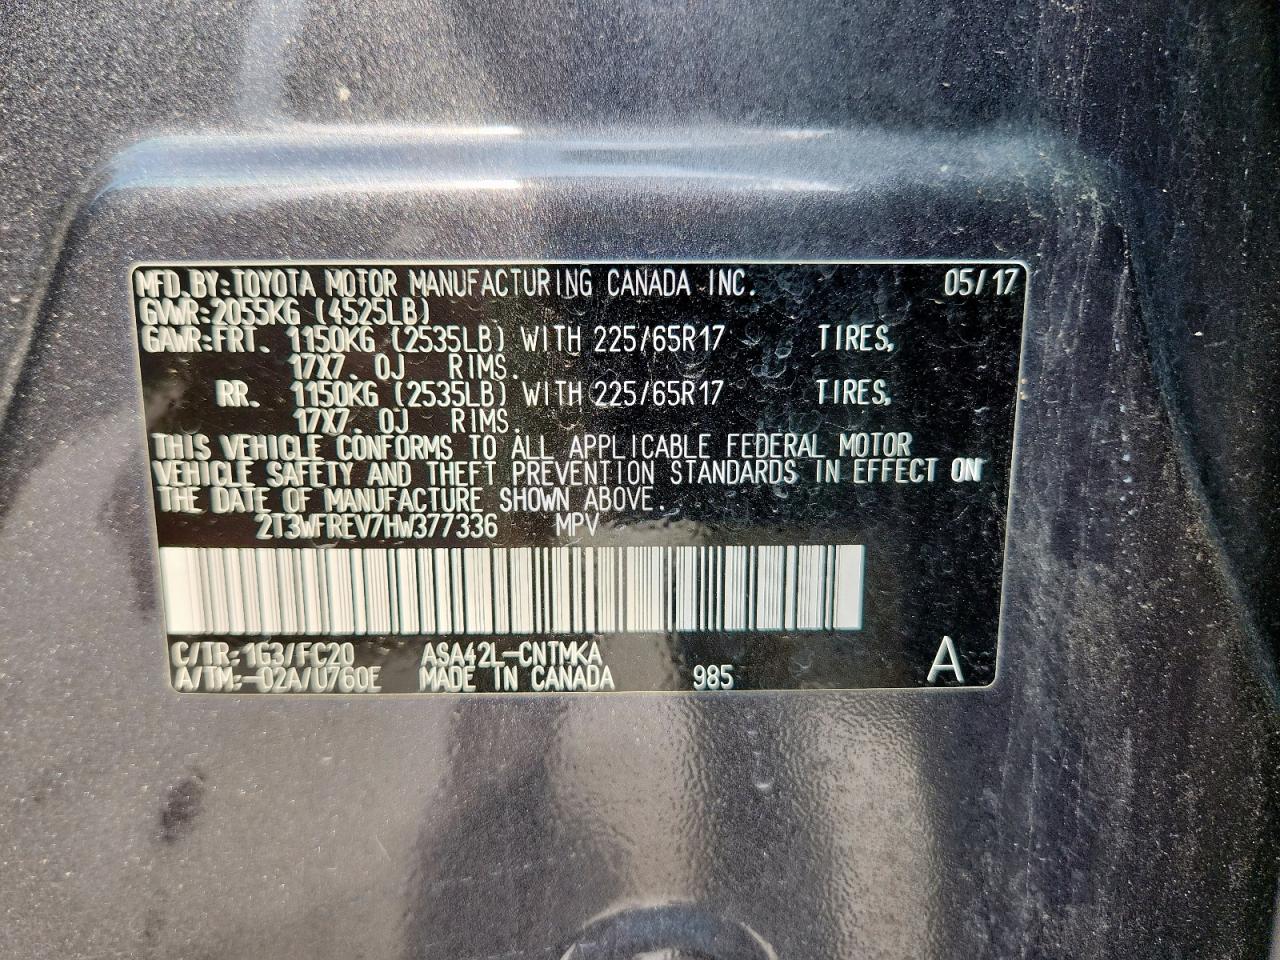 MFD. BY: TOYOTA MOTOR MANUFACTURING CANADA INC. 05/17
GVWR: 2055KG (4525LB)
GAWR: FRT. 1150KG (2535LB) WITH 225/65R17 TIRES,
17X7.0J RIMS.
RR. 1150KG (2535LB) WITH 225/65R17 TIRES,
17X7.0J RIMS.
THIS VEHICLE CONFORMS TO ALL APPLICABLE FEDERAL MOTOR
VEHICLE SAFETY AND THEFT PREVENTION STANDARDS IN EFFECT ON
THE DATE OF MANUFACTURE SHOWN ABOVE.
2T3WFREV7HW377336 MPV
C/TR: 1G3/FC20 ASA42L-CNTMKA
A/TM: -02A/U760E MADE IN CANADA 985 A